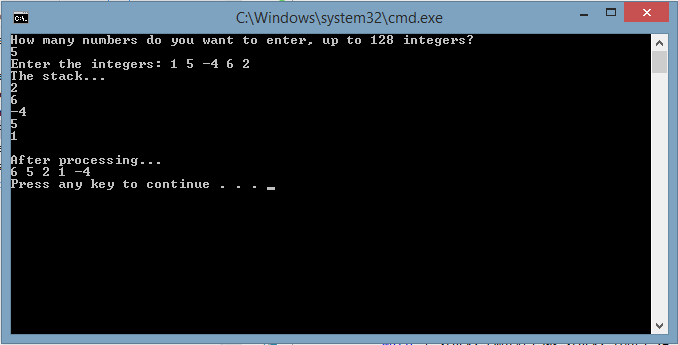 C:\Windows\system32\cmd.exe
How many numbers do you want to enter, up to 128 integers?
5
Enter the integers: 1 5 -4 6 2
The stack...
2
6
-4
5
1
After processing...
6 5 2 1 -4
Press any key to continue . . . _